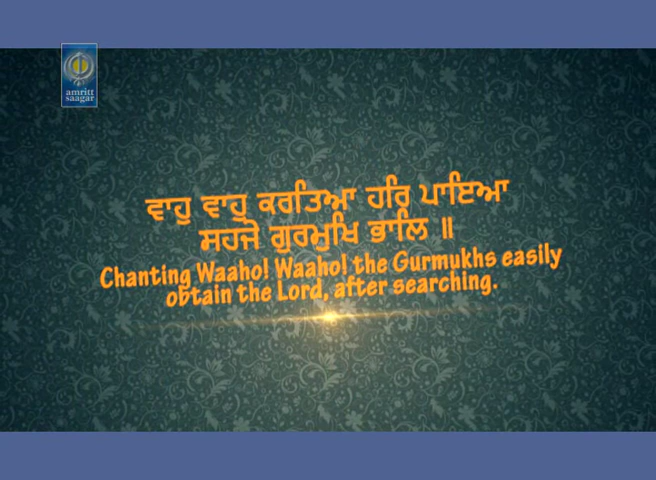 amritt
saagar
ਵਾਹੁ ਵਾਹੁ ਕਰਤਿਆ ਹਰਿ ਪਾਇਆ
ਸਹਜੇ ਗੁਰਮੁਖਿ ਭਾਲਿ ॥
Chanting Waaho! Waaho! the Gurmukhs easily
obtain the Lord, after searching.